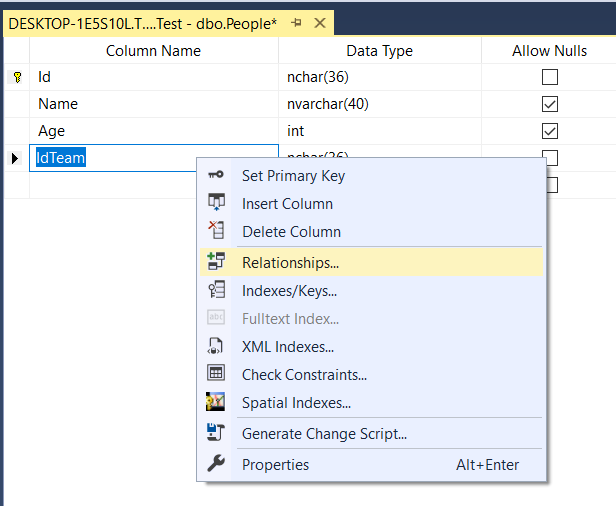 DESKTOP-1E5S10L.T....Test - dbo.People*
Column Name Data Type Allow Nulls
Id nchar(36)
Name nvarchar(40)
Age int
IdTeam nchar(36)
Set Primary Key
Insert Column
Delete Column
Relationships...
Indexes/Keys...
Fulltext Index...
abc
XML Indexes...
Check Constraints...
Spatial Indexes...
Generate Change Script...
Properties Alt+Enter